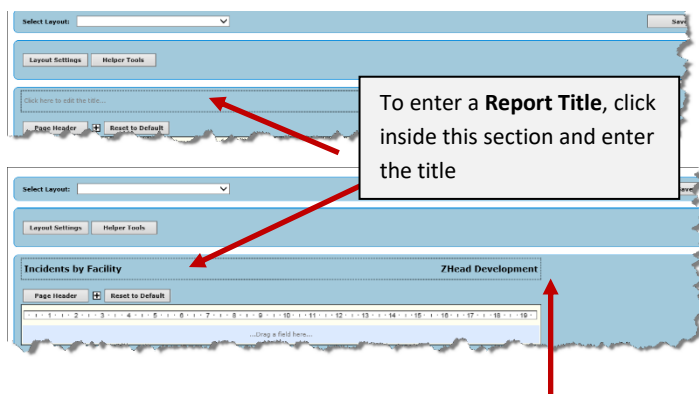 Select Layout:
Save
Layout Settings Helper Tools
Click here to edit the title...
Page Header Reset to Default
To enter a Report Title, click
inside this section and enter
the title
Select Layout:
Layout Settings Helper Tools
Incidents by Facility ZHead Development
Page Header Reset to Default
1 2 3 4 5 6 7 8 9 10 11 12 13 14 15 16 17 18 19
...Drag a field here...